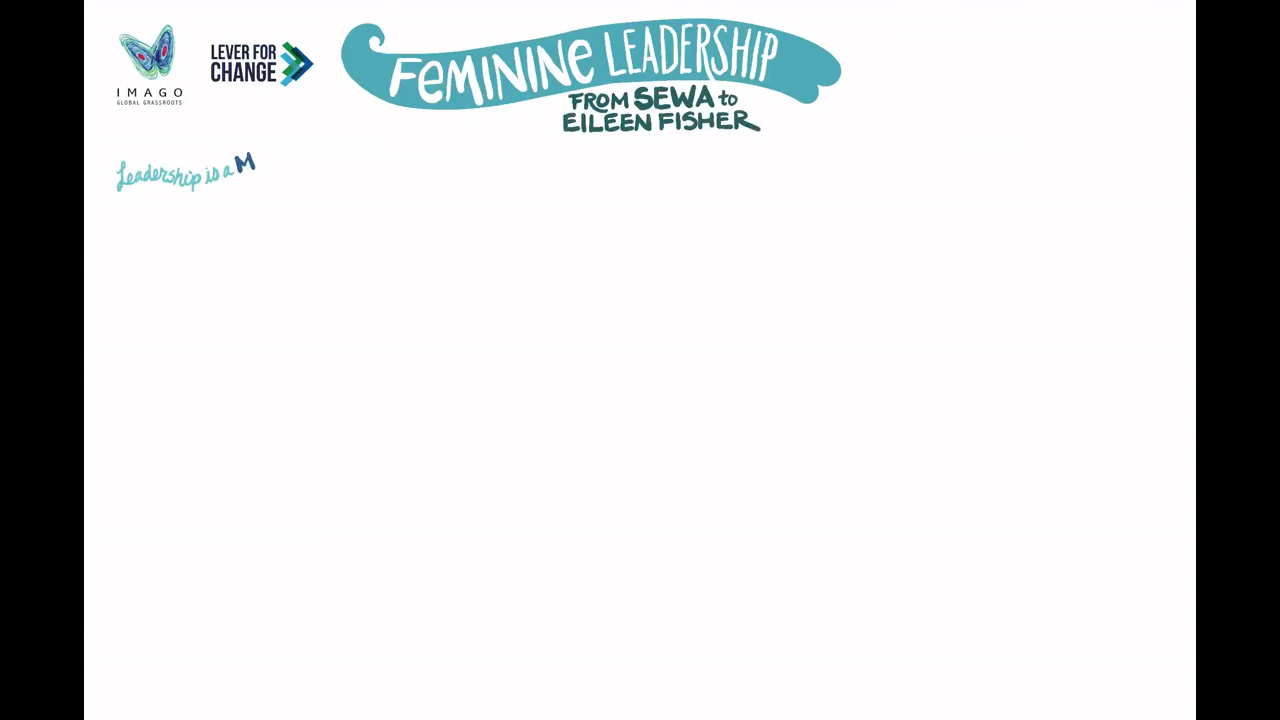 IMAGO
GLOBAL GRASSROOTS
LEVER FOR
CHANGE
FeMININe LEADERSHIP
FROM SEWA to
EILEEN FISHER
Leadership is a M